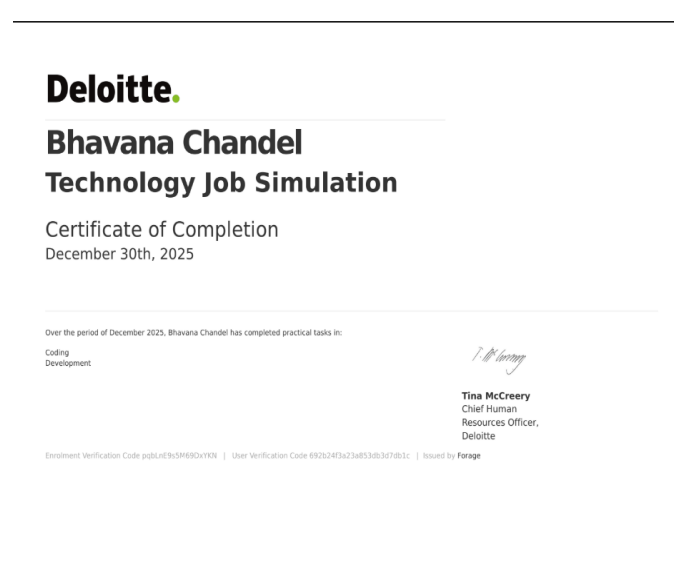 Deloitte.
Bhavana Chandel
Technology Job Simulation
Certificate of Completion
December 30th, 2025
Over the period of December 2025, Bhavana Chandel has completed practical tasks in:
Coding
Development
Tina McCreery
Chief Human
Resources Officer,
Deloitte
Enrolment Verification Code pqbLnE9s5M69DxYKN | User Verification Code 692b24f3a23a853db3d7db1c | Issued by Forage